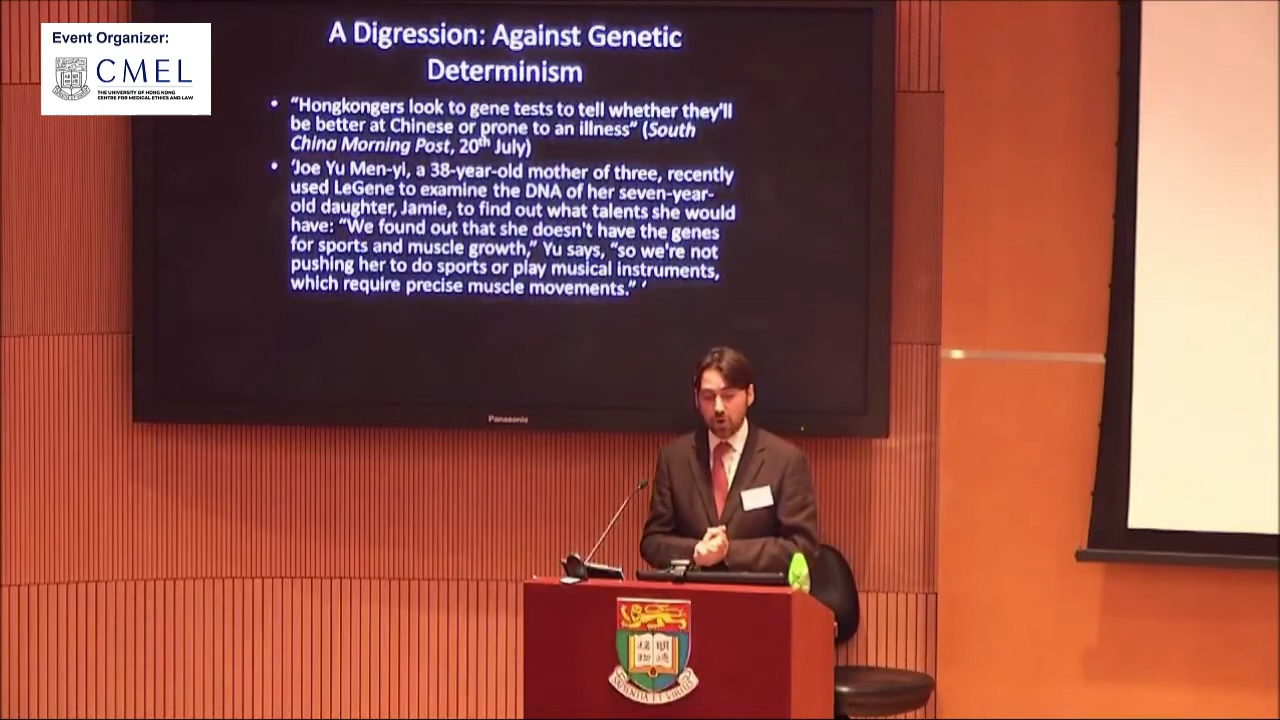 Event Organizer:
CMEL
THE UNIVERSITY OF HONG KONG
CENTRE FOR MEDICAL ETHICS AND LAW
A Digression: Against Genetic
Determinism
• “Hongkongers look to gene tests to tell whether they'll
be better at Chinese or prone to an illness” (South
China Morning Post, 20th July)
• ‘Joe Yu Men-yi, a 38-year-old mother of three, recently
used LeGene to examine the DNA of her seven-year-
old daughter, Jamie, to find out what talents she would
have: “We found out that she doesn't have the genes
for sports and muscle growth,” Yu says, “so we're not
pushing her to do sports or play musical instruments,
which require precise muscle movements.” ‘
Panasonic
SAPIENTIA ET VIRTUS